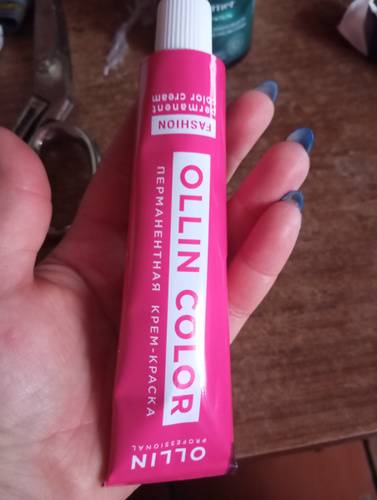 permanent
color cream
FASHION
OLLIN COLOR
ПЕРМАНЕНТНАЯ КРЕМ-КРАСКА
OLLIN
PROFESSIONAL